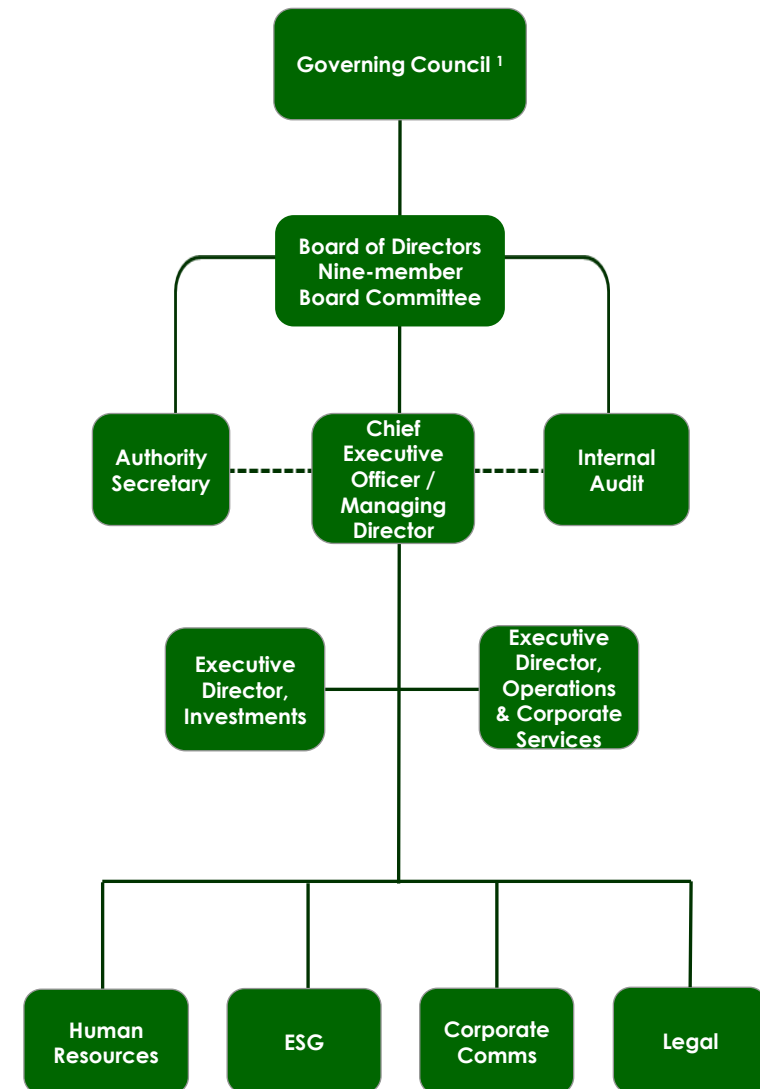 Governing Council ¹
Board of Directors
Nine-member
Board Committee
Authority
Secretary
Chief
Executive
Officer /
Managing
Director
Internal
Audit
Executive
Director,
Investments
Executive
Director,
Operations
& Corporate
Services
Human
Resources
ESG
Corporate
Comms
Legal